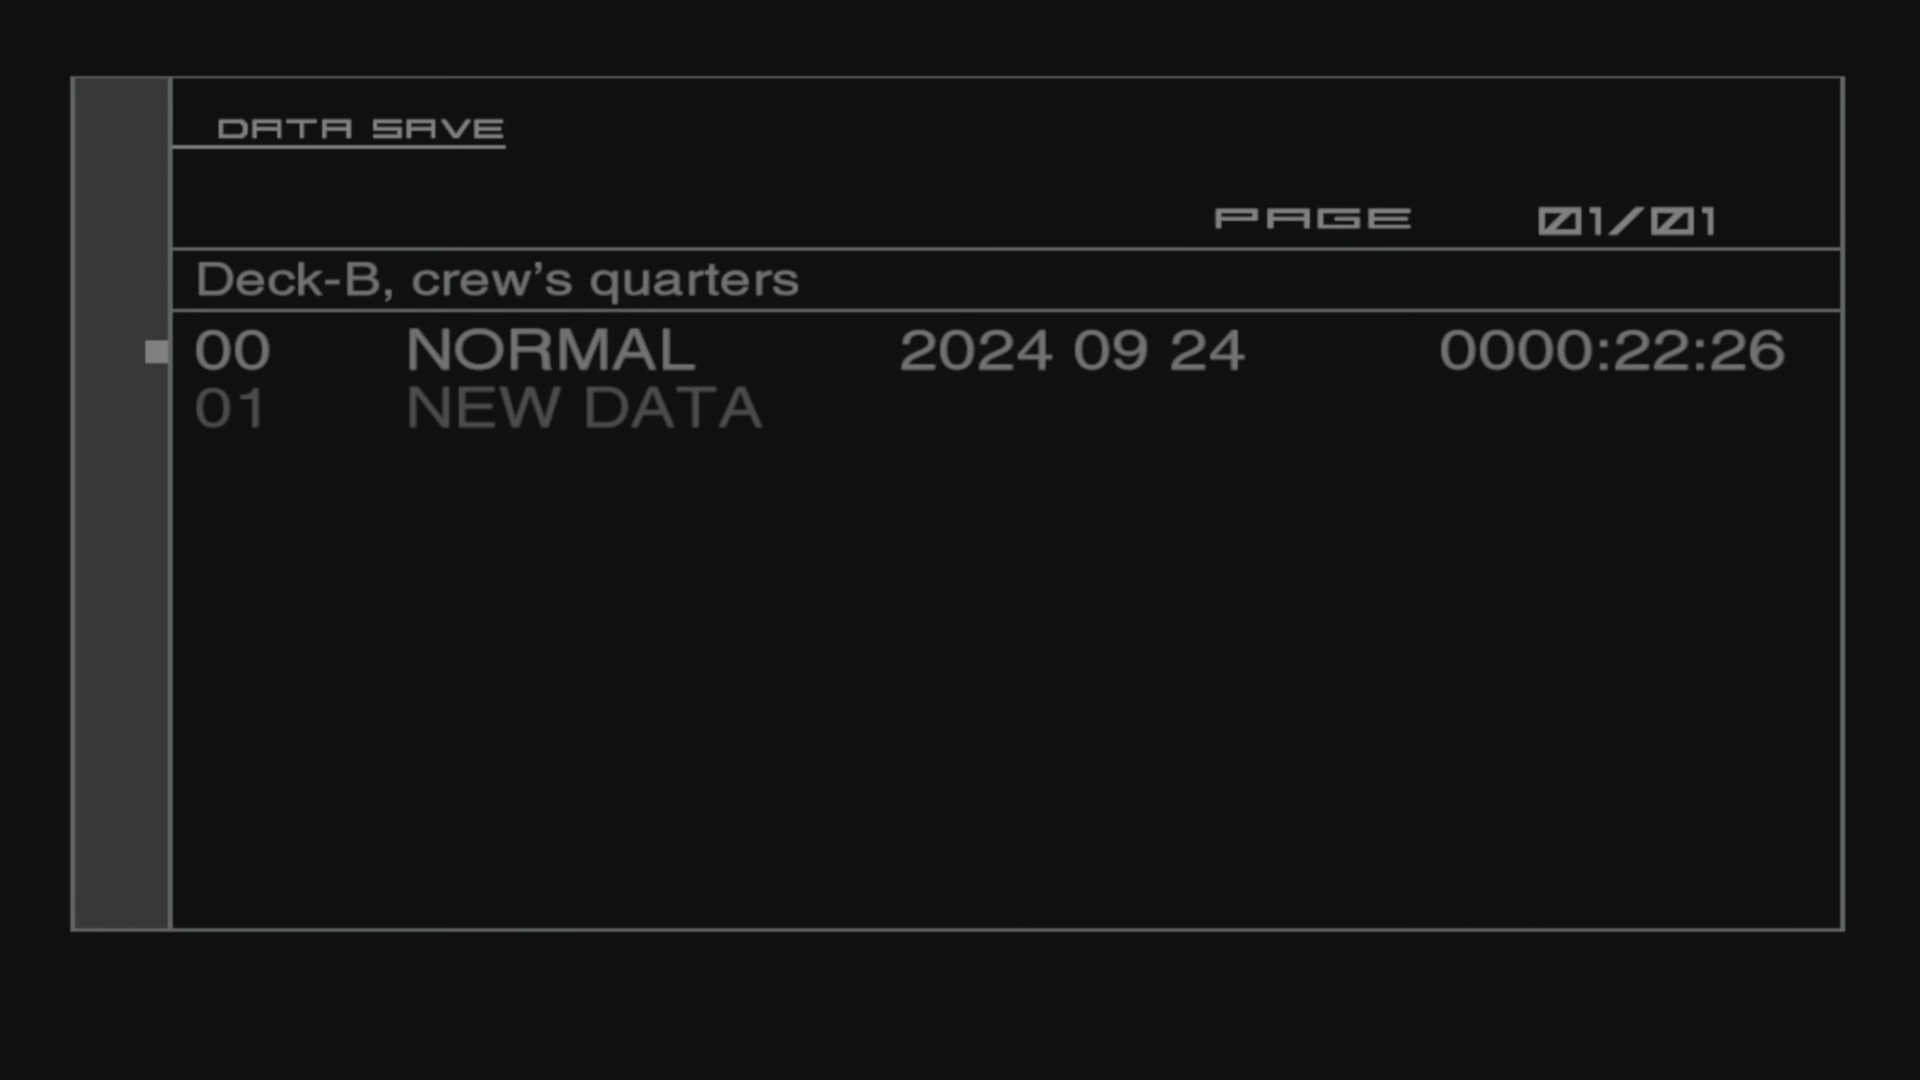 DATA SAVE
PAGE 01/01
Deck-B, crew’s quarters
00 NORMAL 2024 09 24 0000:22:26
01 NEW DATA